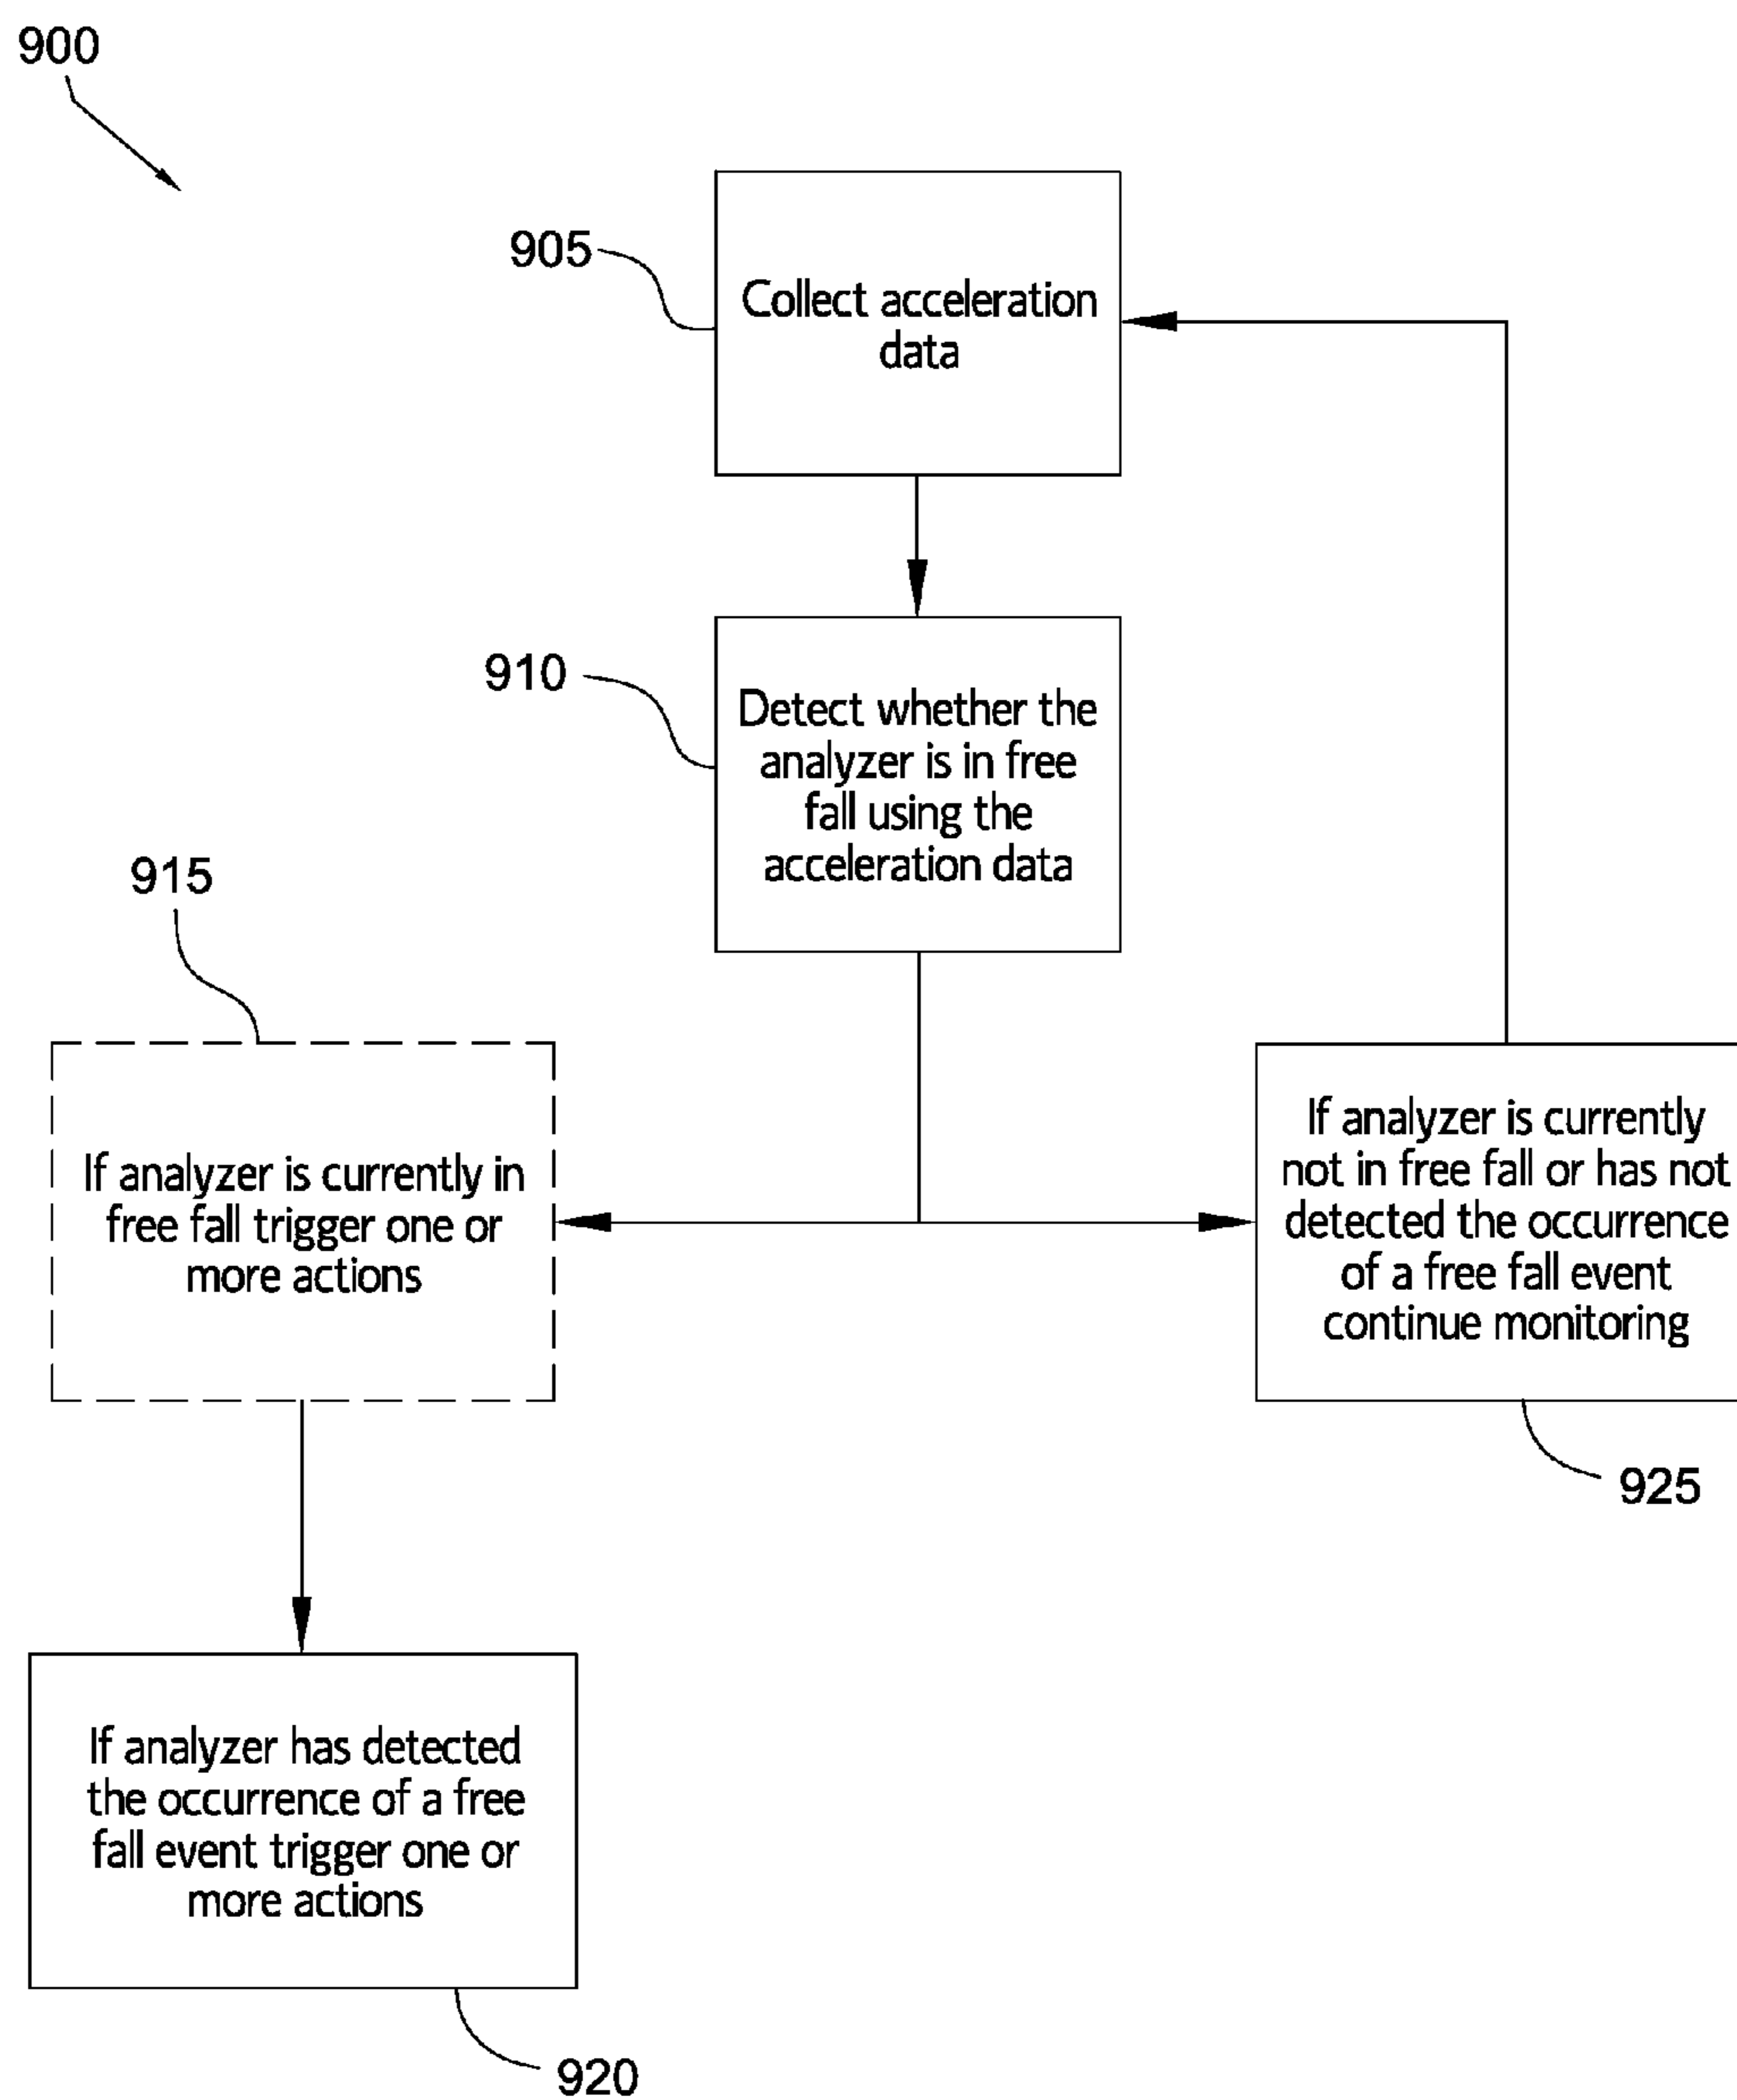 900
905
Collect acceleration
data
910
Detect whether the
analyzer is in free
fall using the
acceleration data
915
If analyzer is currently in
free fall trigger one or
more actions
If analyzer is currently
not in free fall or has not
detected the occurrence
of a free fall event
continue monitoring
925
If analyzer has detected
the occurrence of a free
fall event trigger one or
more actions
920